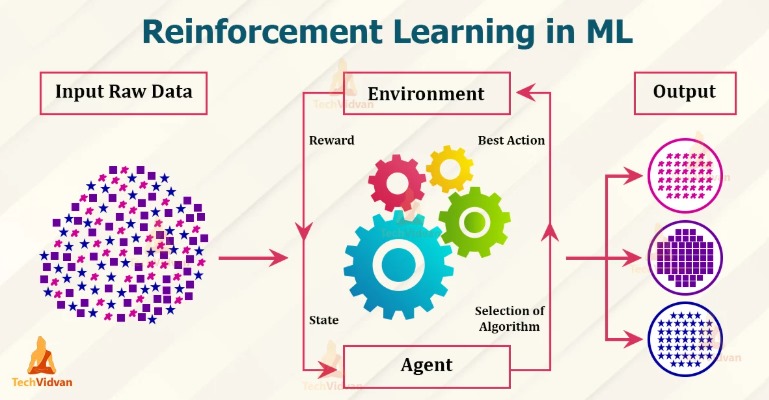 Reinforcement Learning in ML
Input Raw Data
Environment
Output
TechVidvan
Reward
Best Action
TechVidvan
State
Selection of
Algorithm
Agent
TechVidvan
TechVidvan